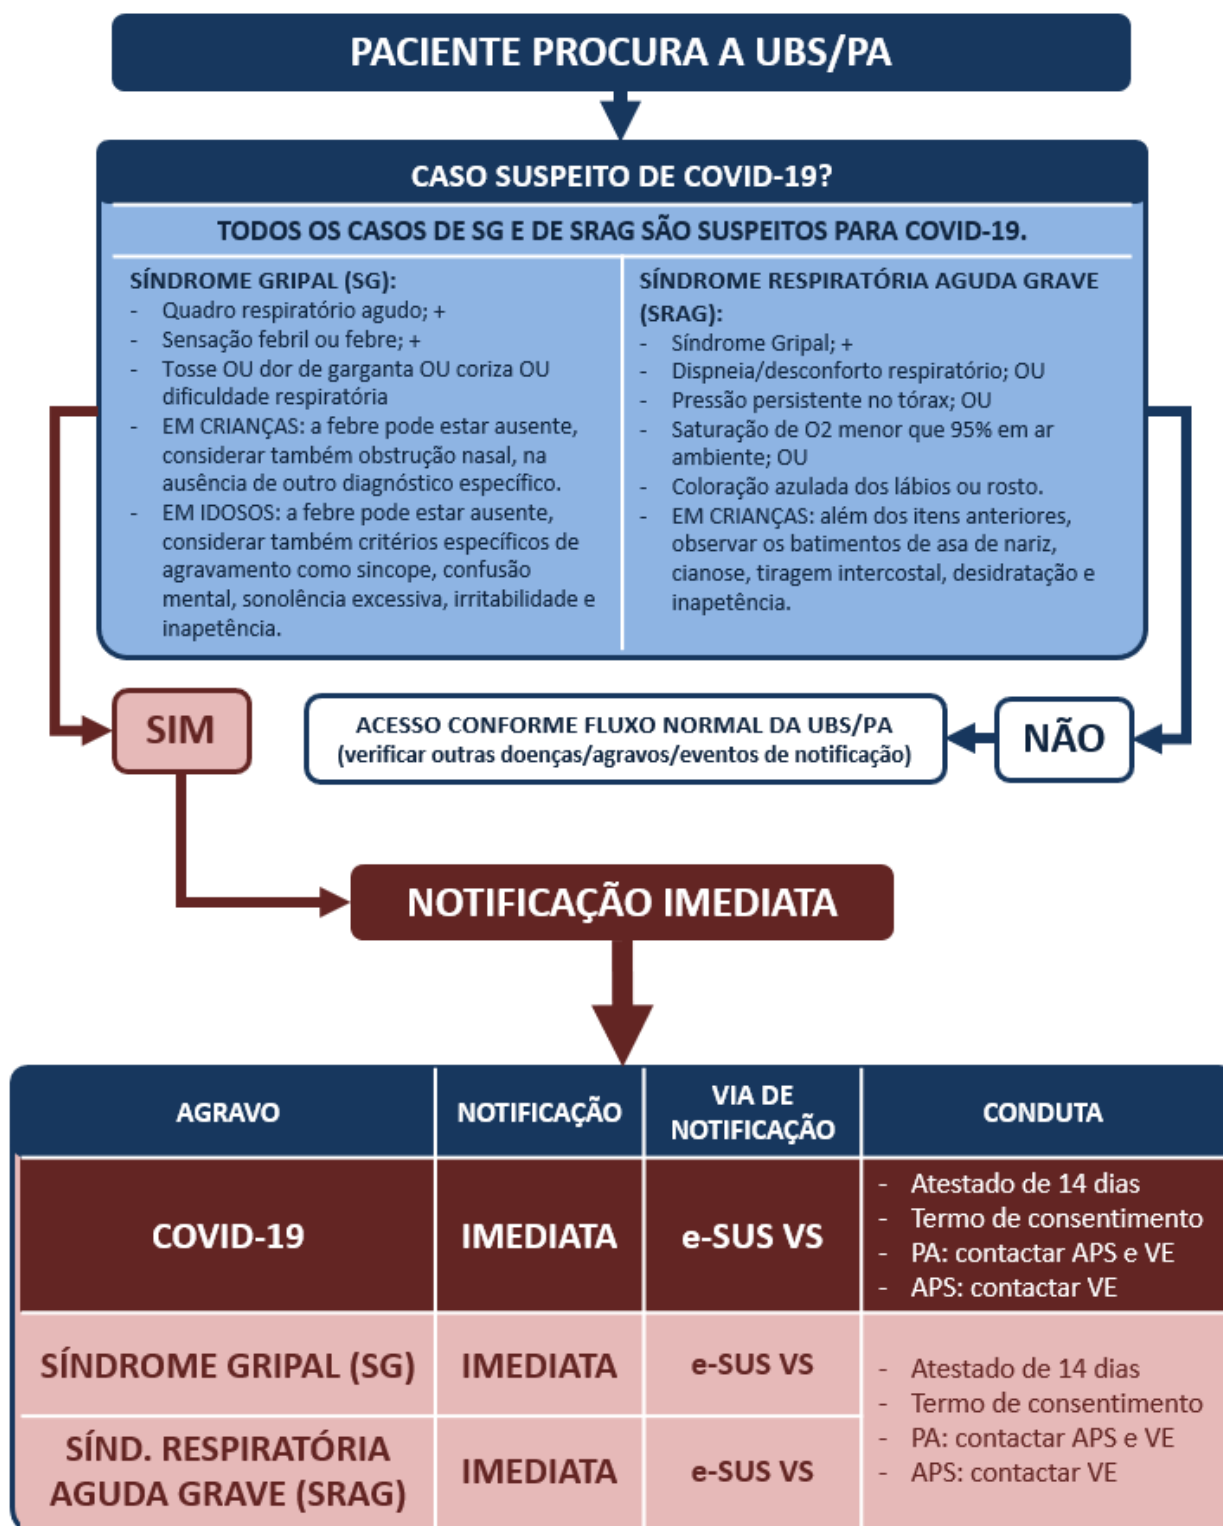 PACIENTE PROCURA A UBS/PA
CASO SUSPEITO DE COVID-19?
TODOS OS CASOS DE SG E DE SRAG SÃO SUSPEITOS PARA COVID-19.
SÍNDROME GRIPAL (SG):
- Quadro respiratório agudo; +
- Sensação febril ou febre; +
- Tosse OU dor de garganta OU coriza OU
dificuldade respiratória
- EM CRIANÇAS: a febre pode estar ausente,
considerar também obstrução nasal, na
ausência de outro diagnóstico específico.
- EM IDOSOS: a febre pode estar ausente,
considerar também critérios específicos de
agravamento como sincope, confusão
mental, sonolência excessiva, irritabilidade e
inapetência.
SÍNDROME RESPIRATÓRIA AGUDA GRAVE
(SRAG):
- Síndrome Gripal; +
- Dispneia/desconforto respiratório; OU
- Pressão persistente no tórax; OU
- Saturação de O2 menor que 95% em ar
ambiente; OU
- Coloração azulada dos lábios ou rosto.
- EM CRIANÇAS: além dos itens anteriores,
observar os batimentos de asa de nariz,
cianose, tiragem intercostal, desidratação e
inapetência.
SIM
ACESSO CONFORME FLUXO NORMAL DA UBS/PA
(verificar outras doenças/agravos/eventos de notificação)
NÃO
NOTIFICAÇÃO IMEDIATA
AGRAVO
NOTIFICAÇÃO
VIA DE
NOTIFICAÇÃO
CONDUTA
COVID-19
IMEDIATA
e-SUS VS
- Atestado de 14 dias
- Termo de consentimento
- PA: contactar APS e VE
- APS: contactar VE
SÍNDROME GRIPAL (SG)
IMEDIATA
e-SUS VS
- Atestado de 14 dias
- Termo de consentimento
- PA: contactar APS e VE
- APS: contactar VE
SÍND. RESPIRATÓRIA
AGUDA GRAVE (SRAG)
IMEDIATA
e-SUS VS